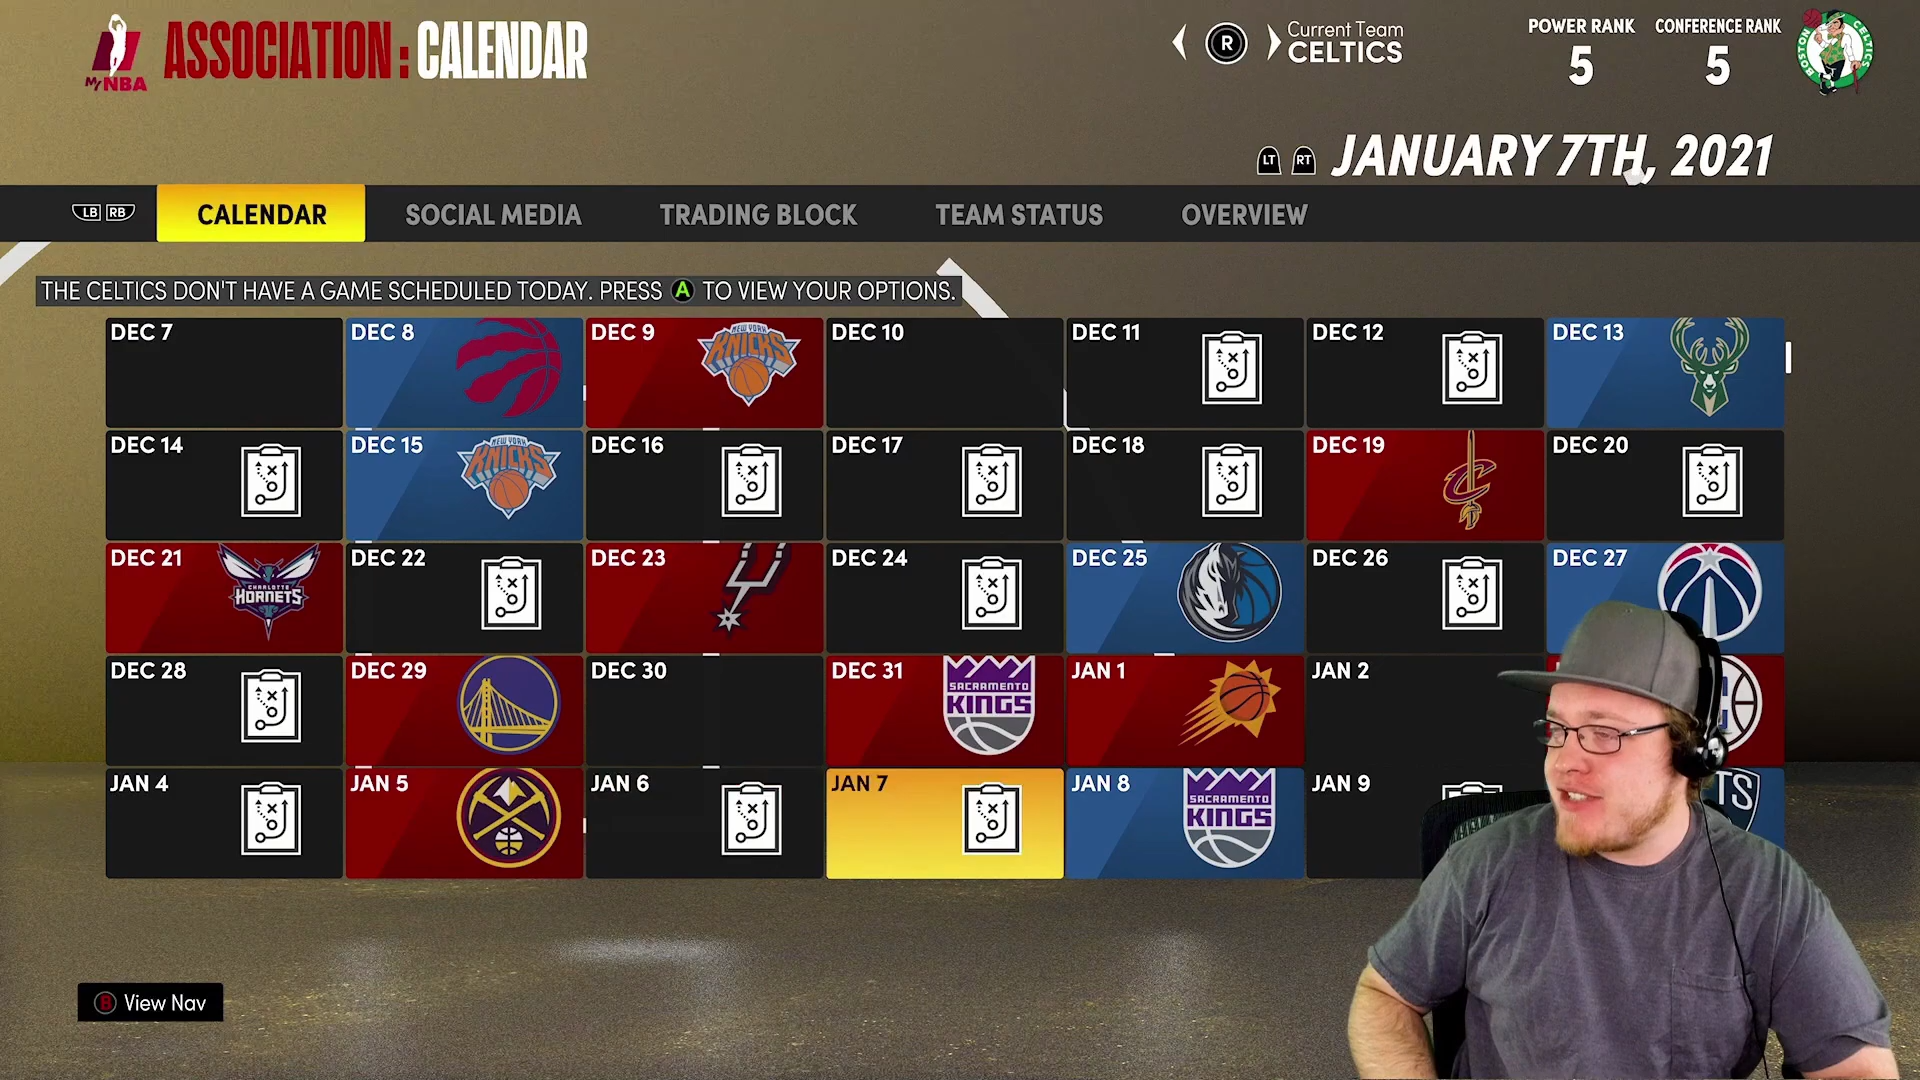 My NBA
ASSOCIATION : CALENDAR
R
Current Team
CELTICS
POWER RANK
5
CONFERENCE RANK
5
BOSTON CELTICS
LT RT JANUARY 7TH, 2021
LB RB
CALENDAR
SOCIAL MEDIA
TRADING BLOCK
TEAM STATUS
OVERVIEW
THE CELTICS DON'T HAVE A GAME SCHEDULED TODAY. PRESS A TO VIEW YOUR OPTIONS.
DEC 7
DEC 8
DEC 9
NEW YORK
KNICKS
DEC 10
DEC 11
DEC 12
DEC 13
DEC 14
DEC 15
NEW YORK
KNICKS
DEC 16
DEC 17
DEC 18
DEC 19
C
DEC 20
DEC 21
CHARLOTTE
HORNETS
DEC 22
DEC 23
DEC 24
DEC 25
DEC 26
DEC 27
DEC 28
DEC 29
DEC 30
DEC 31
SACRAMENTO
KINGS
JAN 1
JAN 2
JAN 4
JAN 5
JAN 6
JAN 7
JAN 8
SACRAMENTO
KINGS
JAN 9
TS
B View Nav